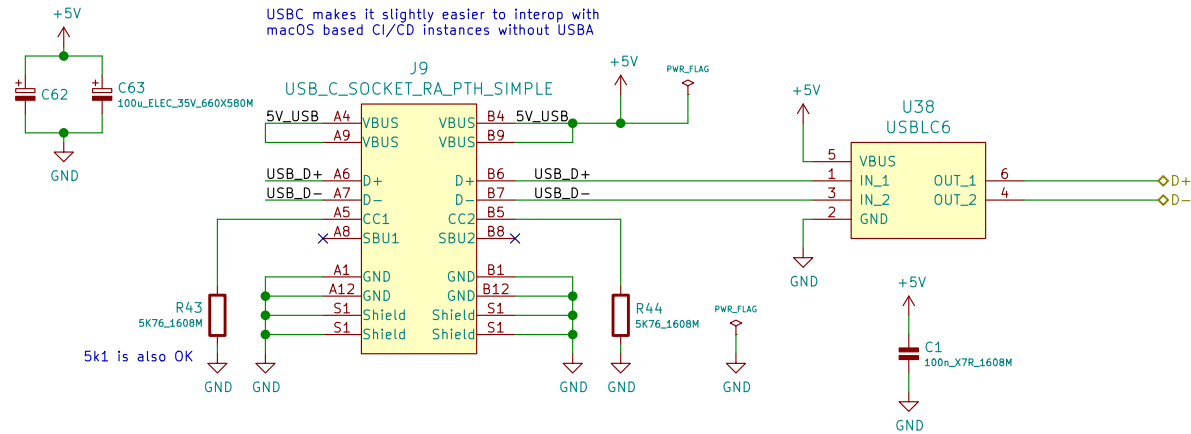 +5V
C62
C63
100u_ELEC_35V_660X580M
GND
USBC makes it slightly easier to interop with
macOS based CI/CD instances without USBA
J9
USB_C_SOCKET_RA_PTH_SIMPLE
5V_USB A4 VBUS VBUS B4 5V_USB
A9 VBUS VBUS B9
USB_D+ A6 D+ D+ B6 USB_D+
USB_D- A7 D- D- B7 USB_D-
A5 CC1 CC2 B5
A8 SBU1 SBU2 B8
A1 GND GND B1
A12 GND GND B12
S1 Shield Shield S1
S1 Shield Shield S1
+5V
PWR_FLAG
R43
5K76_1608M
5k1 is also OK
GND
GND
GND
R44
5K76_1608M
GND
PWR_FLAG
GND
+5V
U38
USBLC6
5 VBUS
1 IN_1 OUT_1 6
3 IN_2 OUT_2 4
2 GND
D+
D-
GND
+5V
C1
100n_X7R_1608M
GND